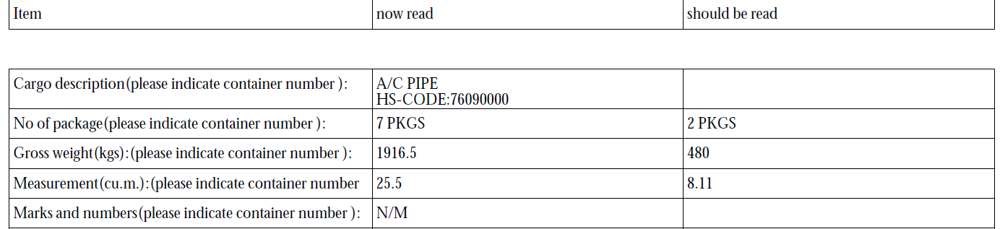 Item now read should be read
Cargo description(please indicate container number ): A/C PIPE
HS-CODE:76090000
No of package(please indicate container number ): 7 PKGS 2 PKGS
Gross weight(kgs):(please indicate container number ): 1916.5 480
Measurement(cu.m.):(please indicate container number 25.5 8.11
Marks and numbers(please indicate container number ): N/M